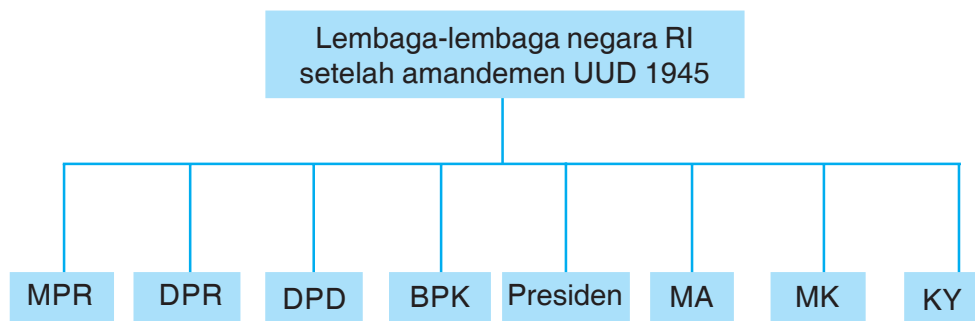 Lembaga-lembaga negara RI
setelah amandemen UUD 1945
MPR
DPR
DPD
BPK
Presiden
MA
MK
KY